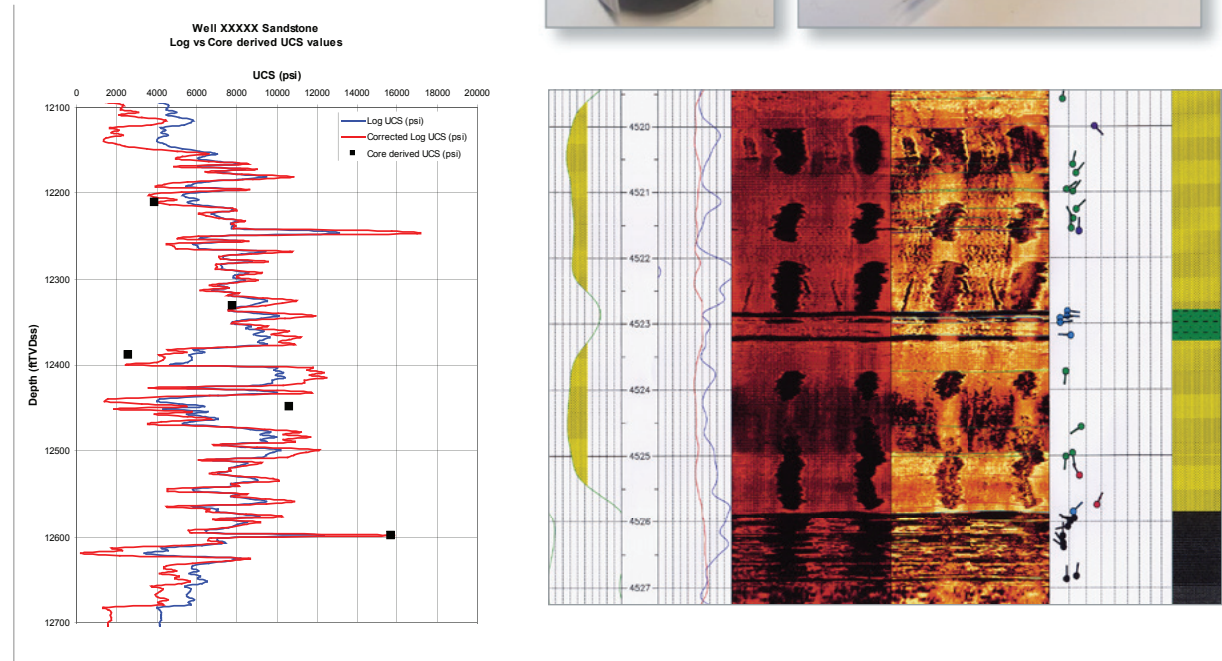 Well XXXXX Sandstone
Log vs Core derived UCS values
UCS (psi)
0 2000 4000 6000 8000 10000 12000 14000 16000 18000 20000
Log UCS (psi)
Corrected Log UCS (psi)
Core derived UCS (psi)
Depth (ftTVDss)
12100
12200
12300
12400
12500
12600
12700
4520
4521
4522
4523
4524
4525
4526
4527